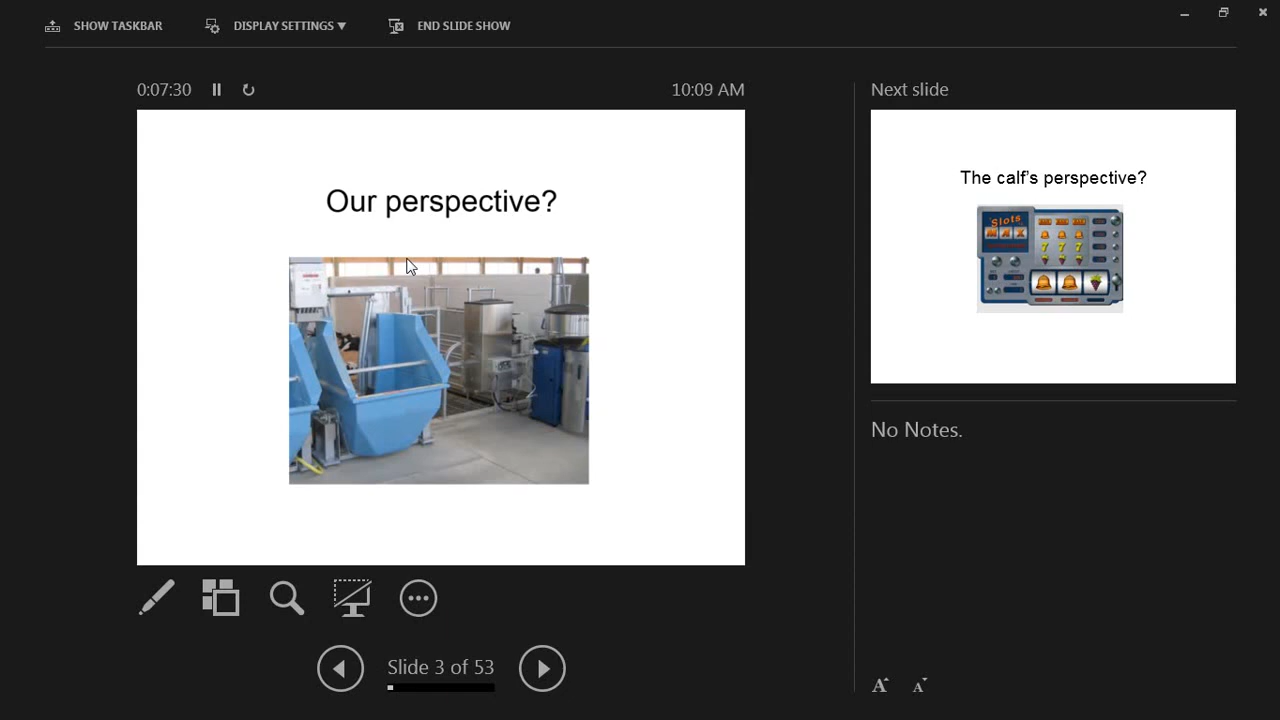 SHOW TASKBAR
DISPLAY SETTINGS ▼
END SLIDE SHOW
0:07:30
10:09 AM
Next slide
Our perspective?
The calf's perspective?
Slots
MAX
No Notes.
Slide 3 of 53
A A